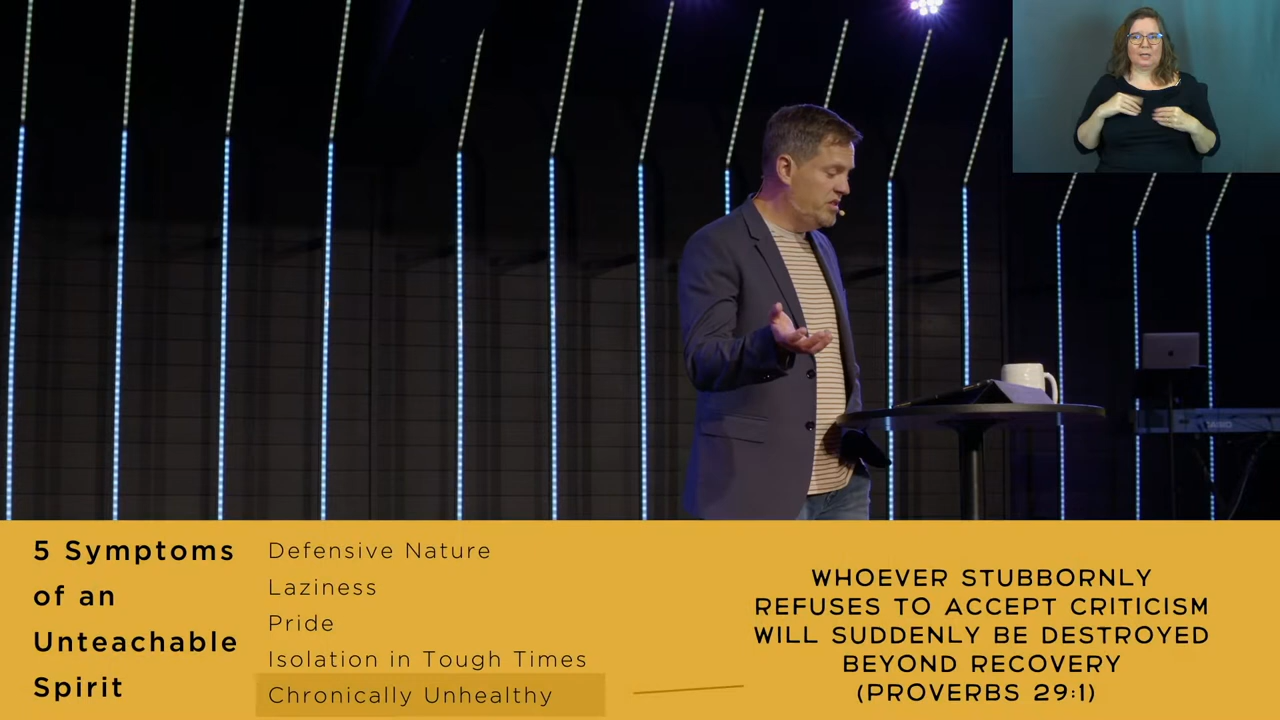 5 Symptoms
of an
Unteachable
Spirit
Defensive Nature
Laziness
Pride
Isolation in Tough Times
Chronically Unhealthy
WHOEVER STUBBORNLY
REFUSES TO ACCEPT CRITICISM
WILL SUDDENLY BE DESTROYED
BEYOND RECOVERY
(PROVERBS 29:1)